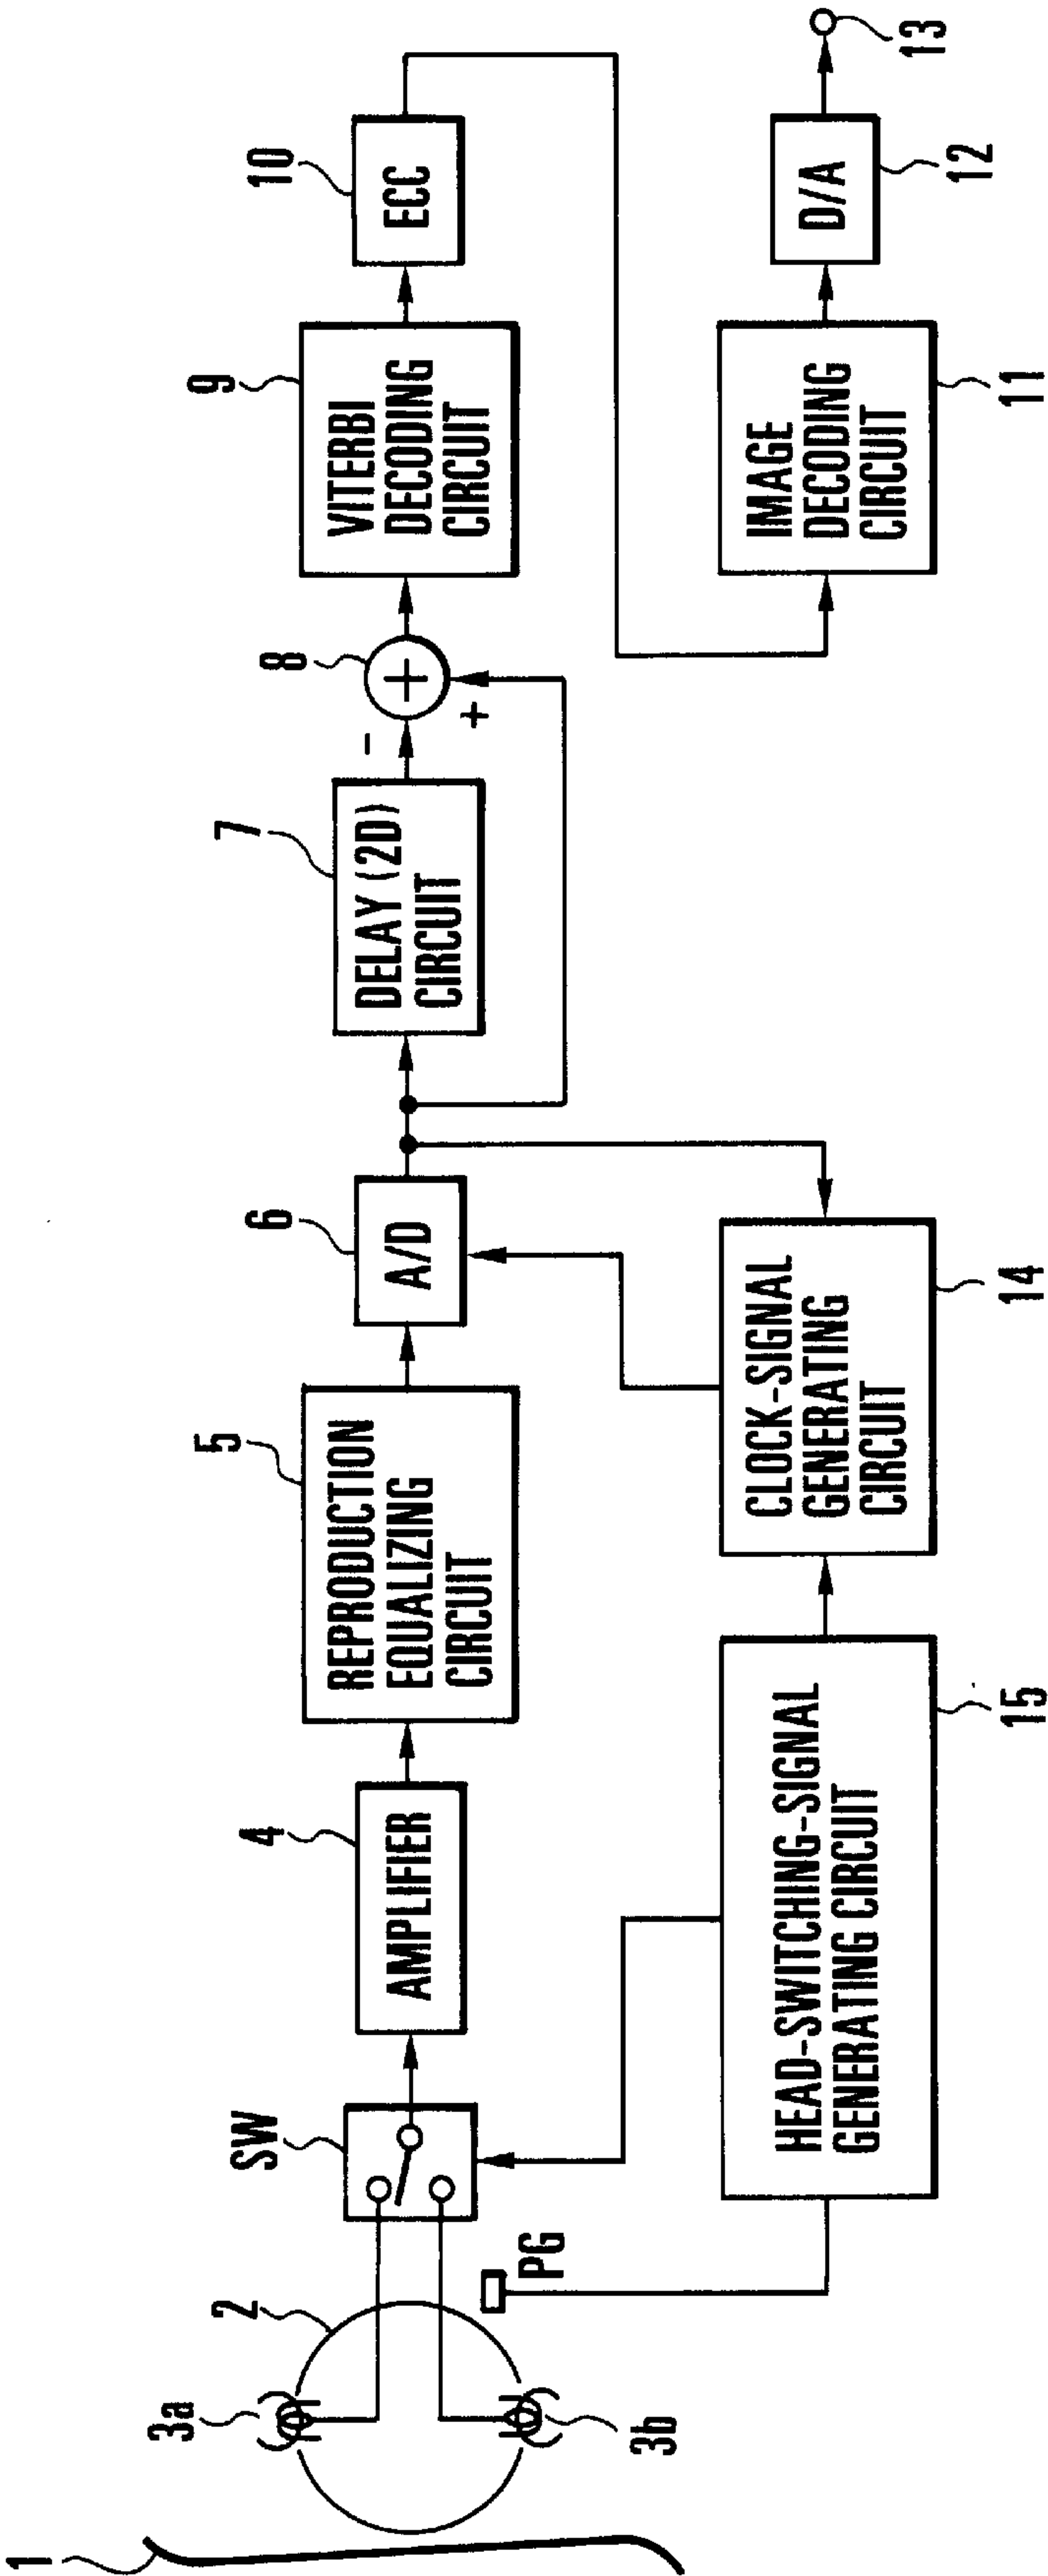 1
2
3a
3b
PG
SW
4
AMPLIFIER
5
REPRODUCTION
EQUALIZING
CIRCUIT
6
A/D
7
DELAY (2D)
CIRCUIT
-
+
8
+
9
VITERBI
DECODING
CIRCUIT
10
ECC
HEAD-SWITCHING-SIGNAL
GENERATING CIRCUIT
15
CLOCK-SIGNAL
GENERATING
CIRCUIT
14
IMAGE
DECODING
CIRCUIT
11
D/A
12
13